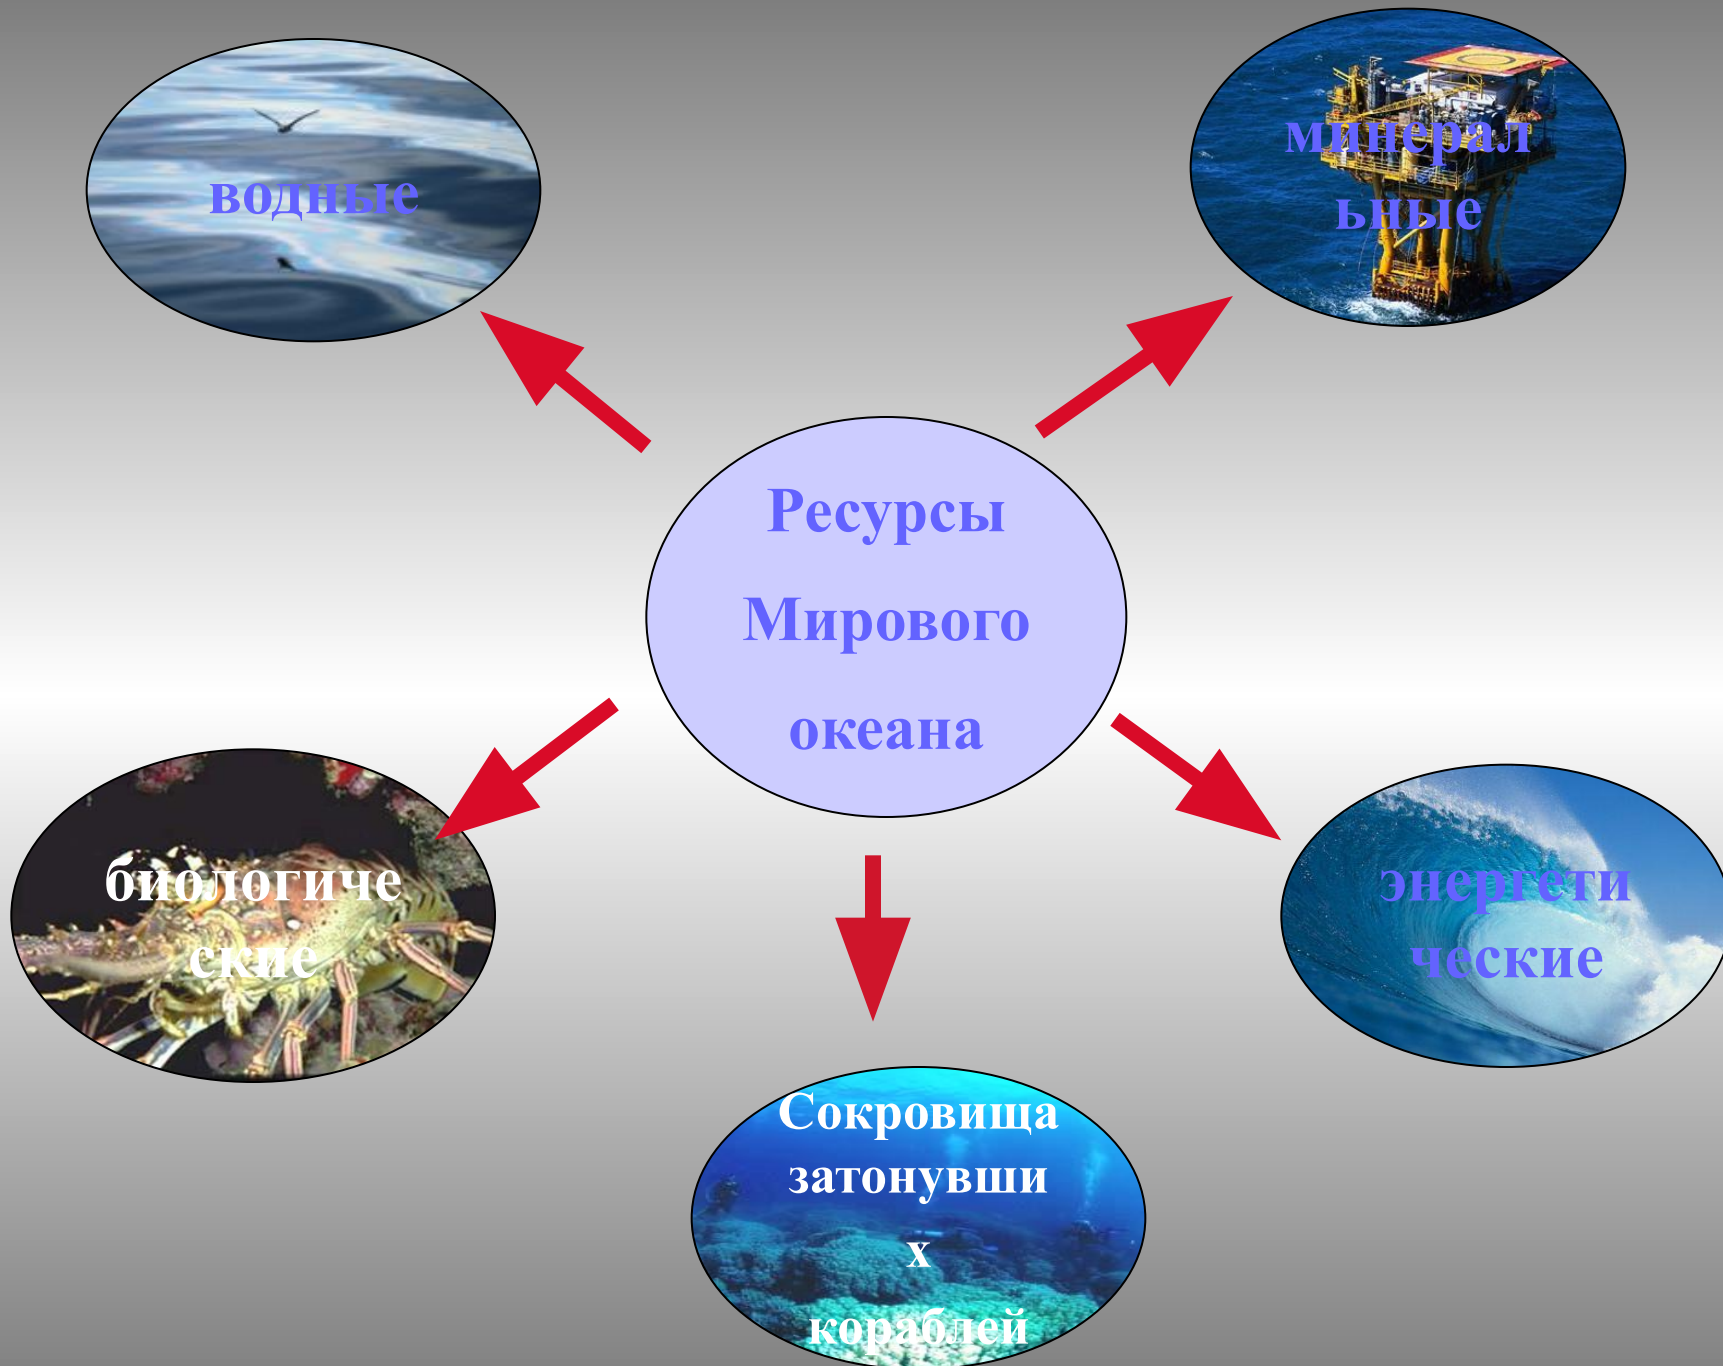 водные
минерал
ьные
Ресурсы
Мирового
океана
биологиче
ские
энергети
ческие
Сокровища
затонувши
х
кораблей